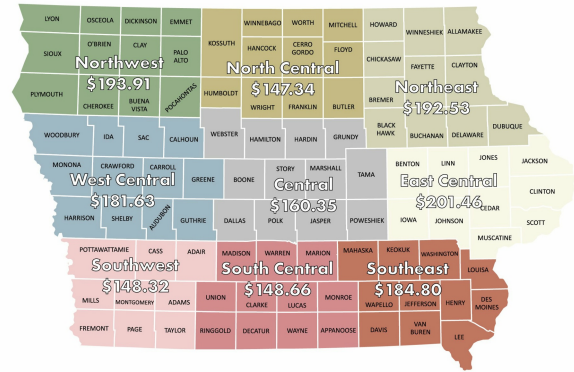 LYON OSCEOLA DICKINSON EMMET
SIOUX O'BRIEN CLAY PALO ALTO
Northwest
$193.91
PLYMOUTH CHEROKEE BUENA VISTA POCAHONTAS
KOSSUTH WINNEBAGO WORTH MITCHELL
HANCOCK CERRO GORDO FLOYD
North Central
$147.34
HUMBOLDT WRIGHT FRANKLIN BUTLER
HOWARD WINNESHIEK ALLAMAKEE
CHICKASAW FAYETTE CLAYTON
Northeast
$192.53
BREMER
BLACK HAWK BUCHANAN DELAWARE DUBUQUE
WOODBURY IDA SAC CALHOUN
MONONA CRAWFORD CARROLL GREENE
West Central
$181.63
HARRISON SHELBY AUDUBON GUTHRIE
WEBSTER HAMILTON HARDIN GRUNDY
BOONE STORY MARSHALL TAMA
Central
$160.35
DALLAS POLK JASPER POWESHIEK
BENTON LINN JONES JACKSON
East Central
$201.46
CLINTON
CEDAR
IOWA JOHNSON SCOTT
MUSCATINE
POTTAWATTAMIE CASS ADAIR
Southwest
$148.32
MILLS MONTGOMERY ADAMS
FREMONT PAGE TAYLOR
MADISON WARREN MARION
South Central
$148.66
UNION CLARKE LUCAS MONROE
RINGGOLD DECATUR WAYNE APPANOOSE
MAHASKA KEOKUK WASHINGTON
LOUISA
Southeast
$184.80
WAPELLO JEFFERSON HENRY DES MOINES
DAVIS VAN BUREN LEE